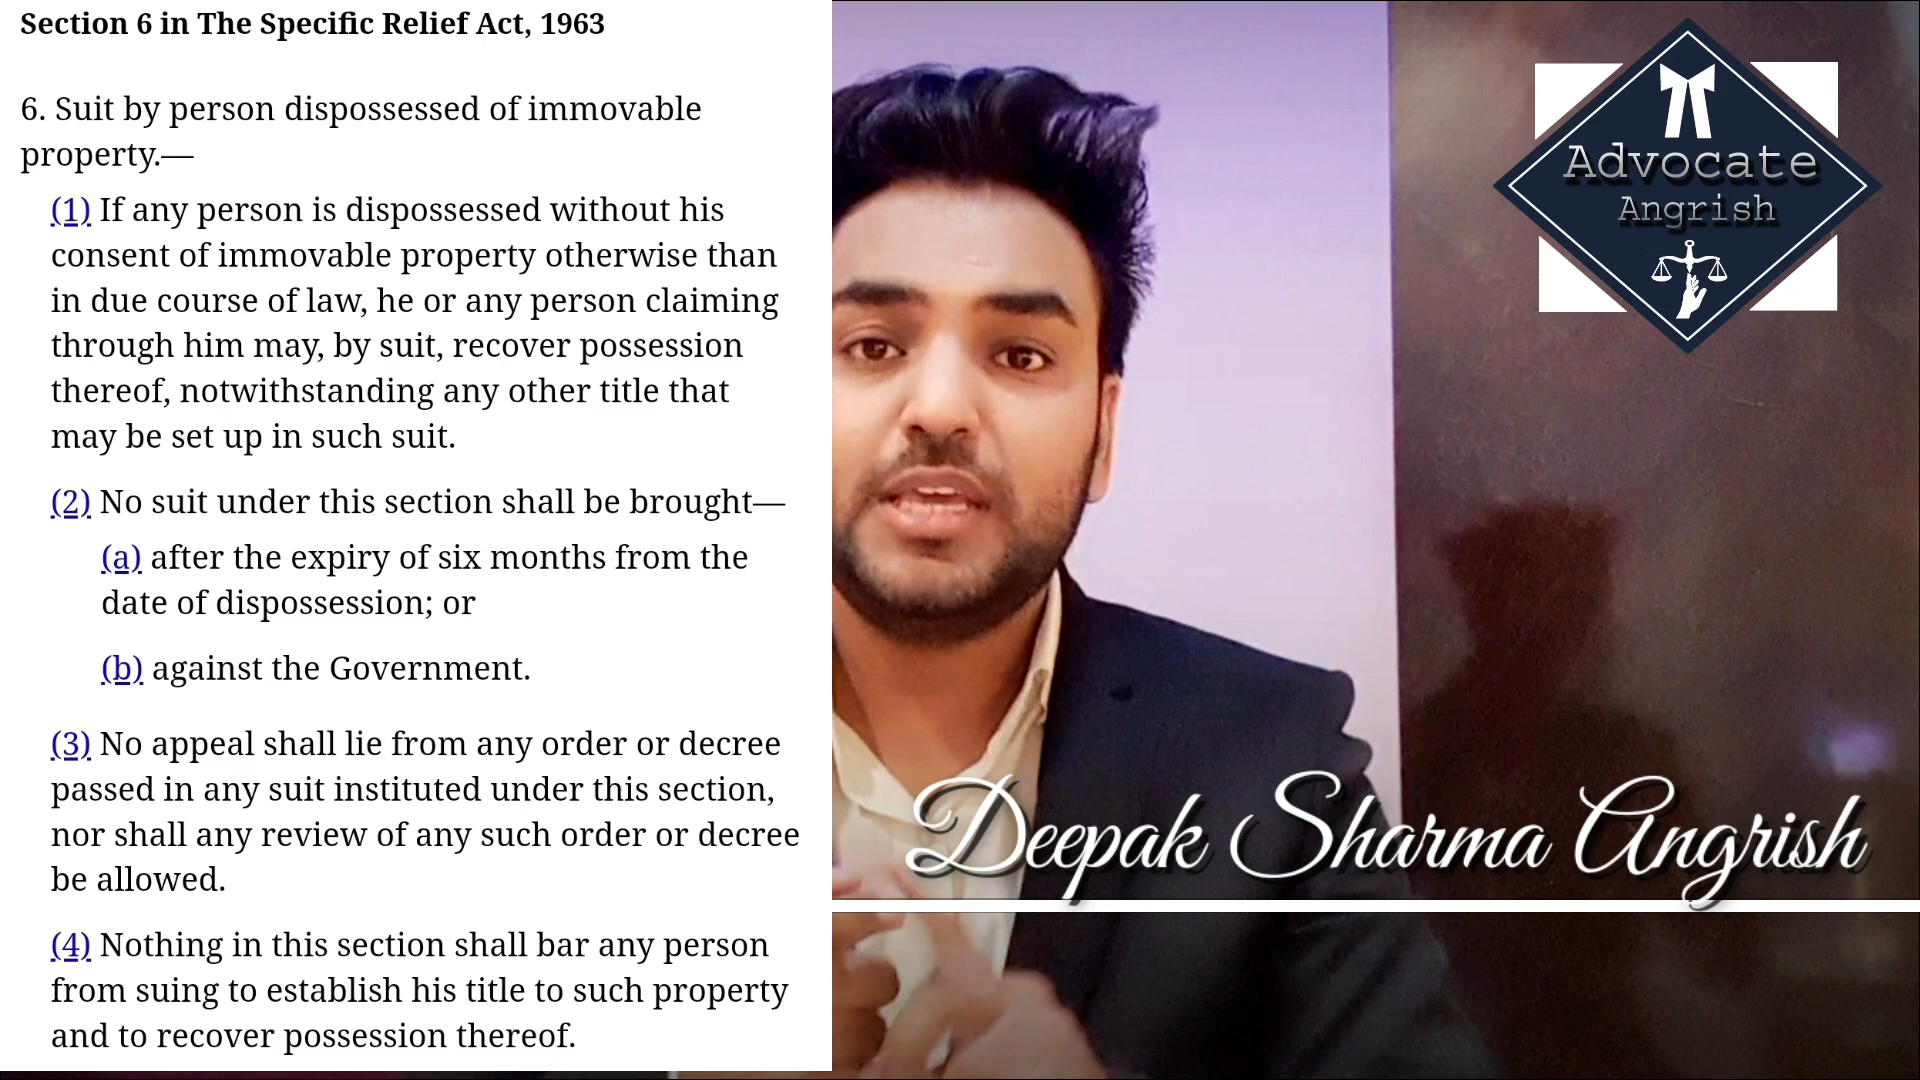 Section 6 in The Specific Relief Act, 1963
6. Suit by person dispossessed of immovable
property.—
(1) If any person is dispossessed without his
consent of immovable property otherwise than
in due course of law, he or any person claiming
through him may, by suit, recover possession
thereof, notwithstanding any other title that
may be set up in such suit.
(2) No suit under this section shall be brought—
(a) after the expiry of six months from the
date of dispossession; or
(b) against the Government.
(3) No appeal shall lie from any order or decree
passed in any suit instituted under this section,
nor shall any review of any such order or decree
be allowed.
(4) Nothing in this section shall bar any person
from suing to establish his title to such property
and to recover possession thereof.
Advocate
Angrish
Deepak Sharma Angrish